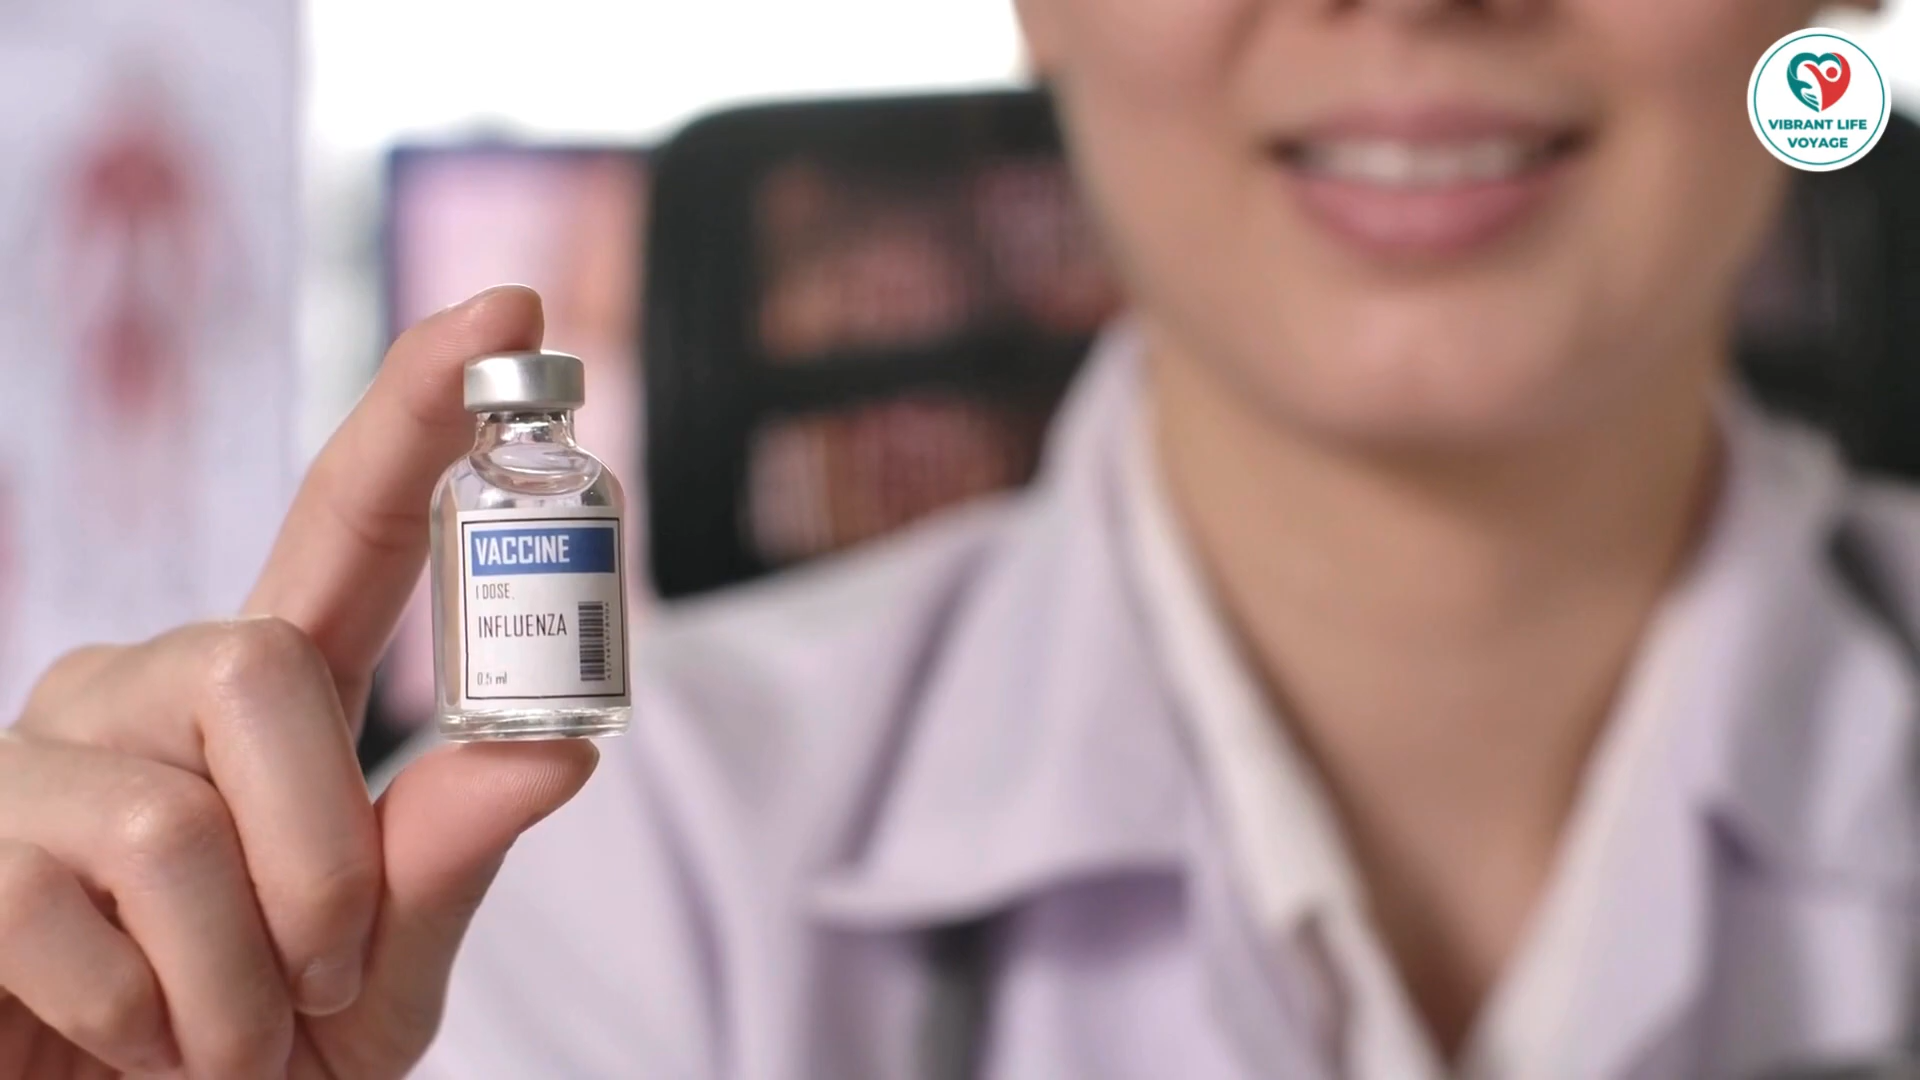 VIBRANT LIFE
VOYAGE
VACCINE
1 DOSE.
INFLUENZA
0.5 ml